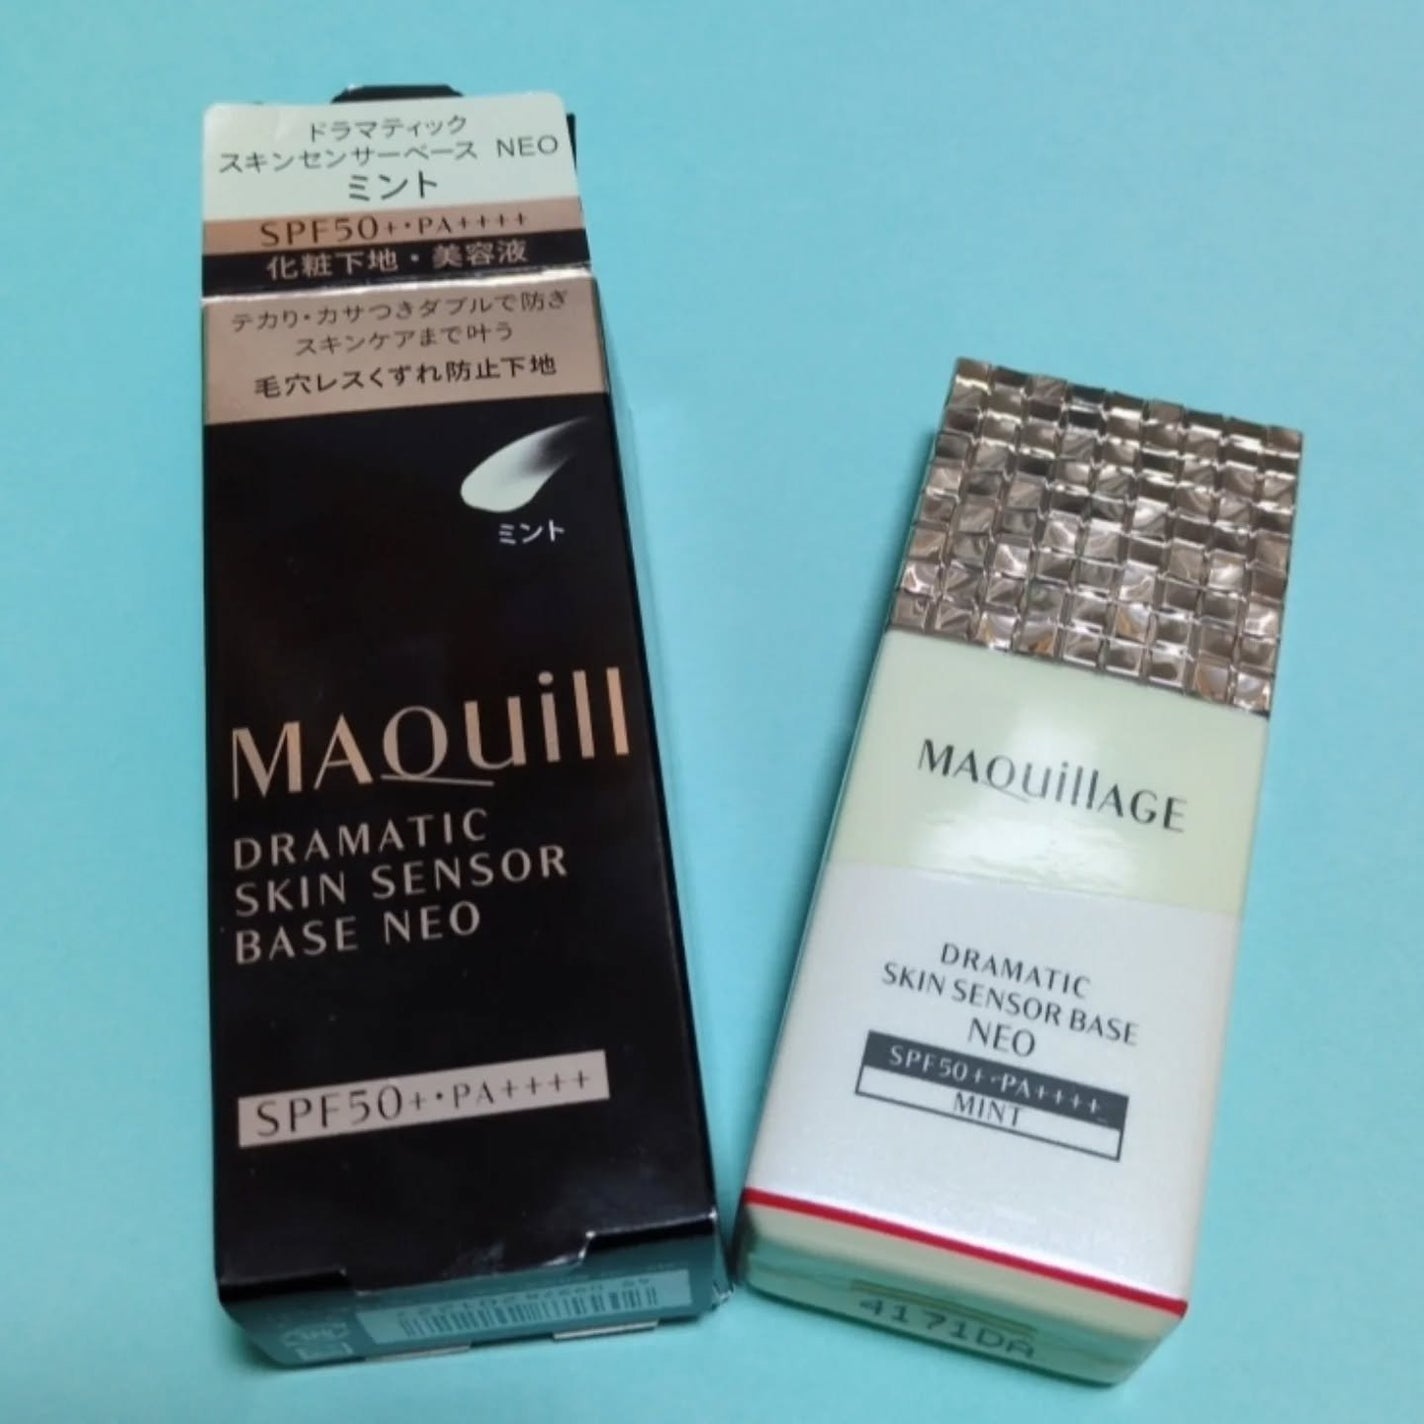 ドラマティック
スキンセンサーベース NEO
ミント
SPF50+・PA++++
化粧下地・美容液
テカリ・カサつきダブルで防ぎ
スキンケアまで叶う
毛穴レスくずれ防止下地
ミント
MAQuill
DRAMATIC
SKIN SENSOR
BASE NEO
SPF50+・PA++++
MAQuillAGE
DRAMATIC
SKIN SENSOR BASE
NEO
SPF50+・PA++++
MINT
4171DA